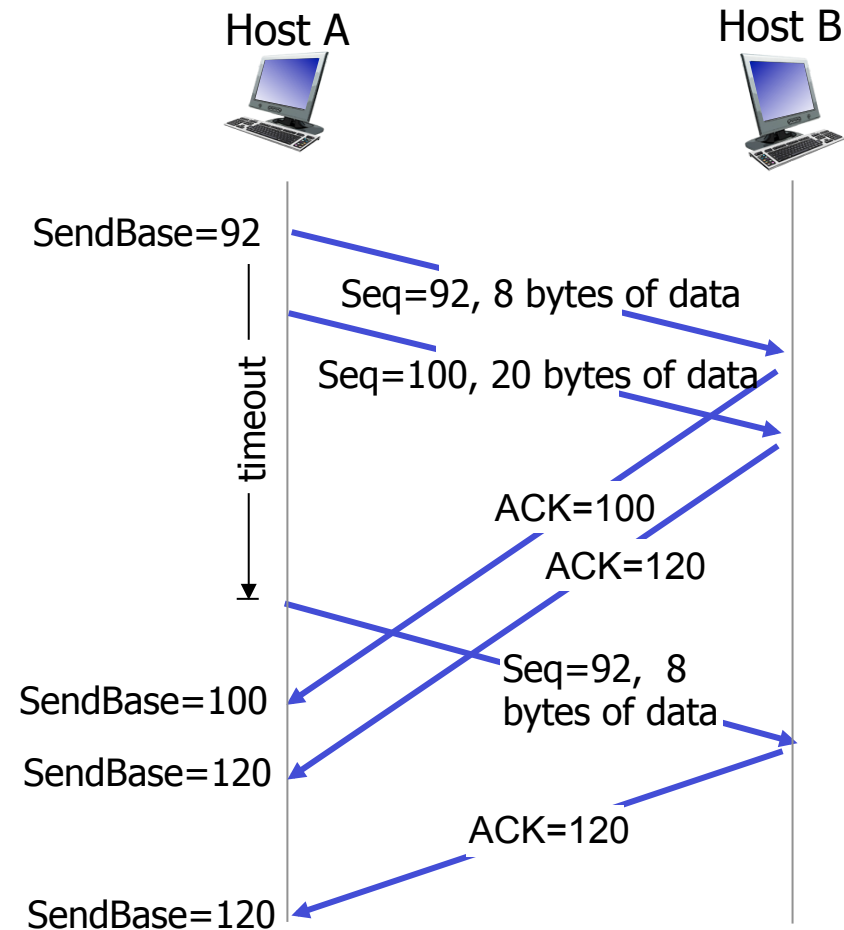 Host A
Host B
SendBase=92
Seq=92, 8 bytes of data
Seq=100, 20 bytes of data
timeout
ACK=100
ACK=120
Seq=92, 8
bytes of data
SendBase=100
SendBase=120
ACK=120
SendBase=120